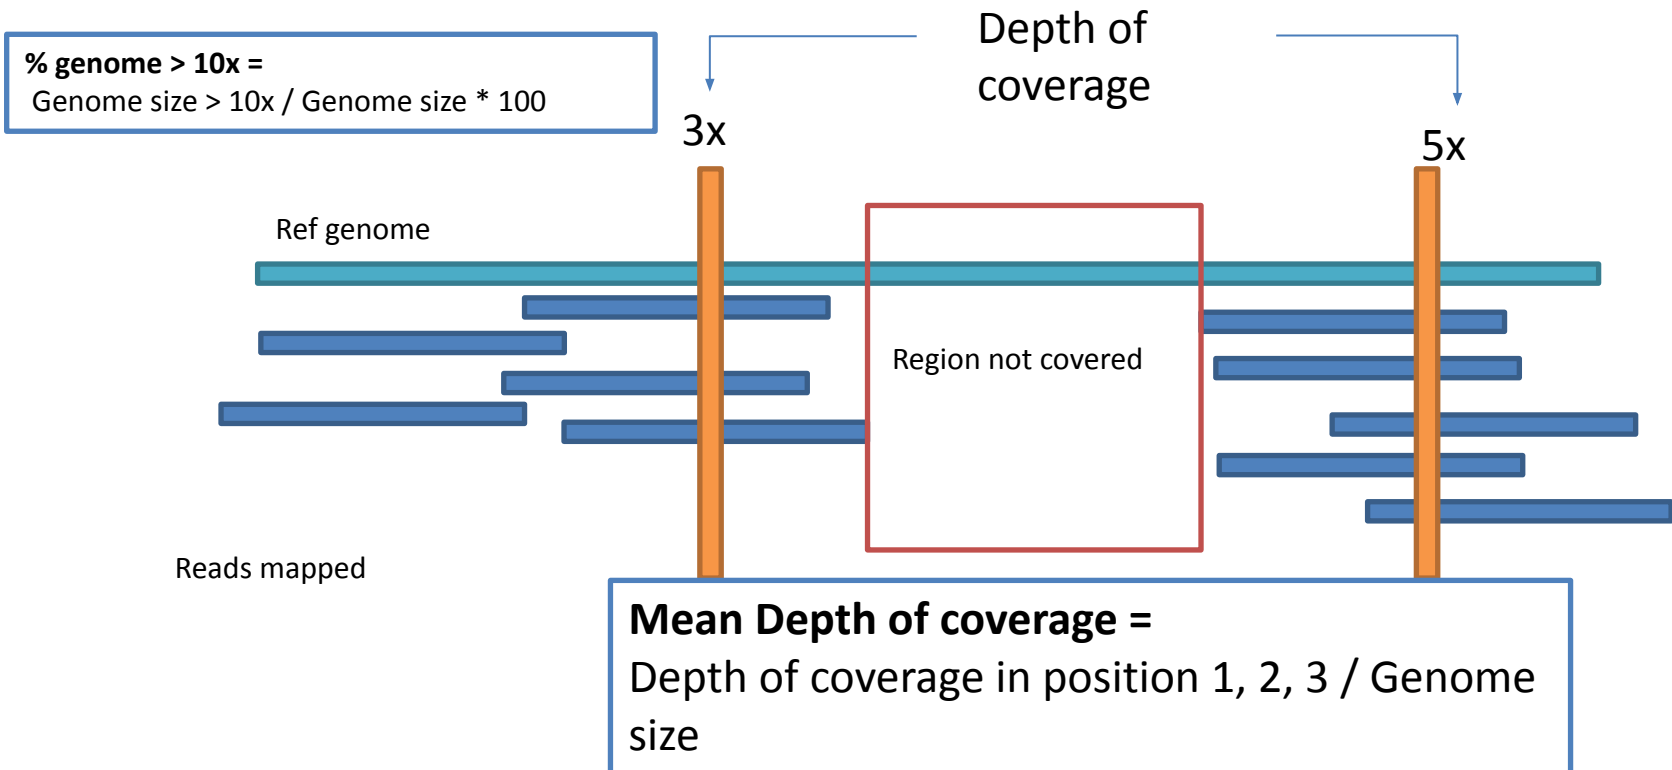 Depth of
coverage
% genome > 10x =
Genome size > 10x / Genome size * 100
3x
5x
Ref genome
Region not covered
Reads mapped
Mean Depth of coverage =
Depth of coverage in position 1, 2, 3 / Genome
size